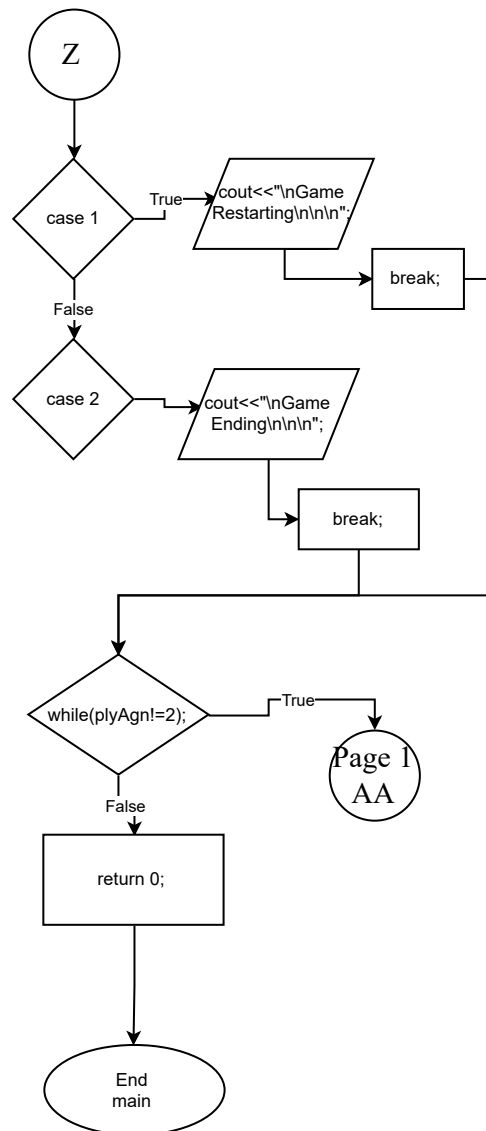 Z
case 1
True
cout<<"\nGame
Restarting\n\n\n";
break;
False
case 2
cout<<"\nGame
Ending\n\n\n";
break;
while(plyAgn!=2);
True
Page 1
AA
False
return 0;
End
main